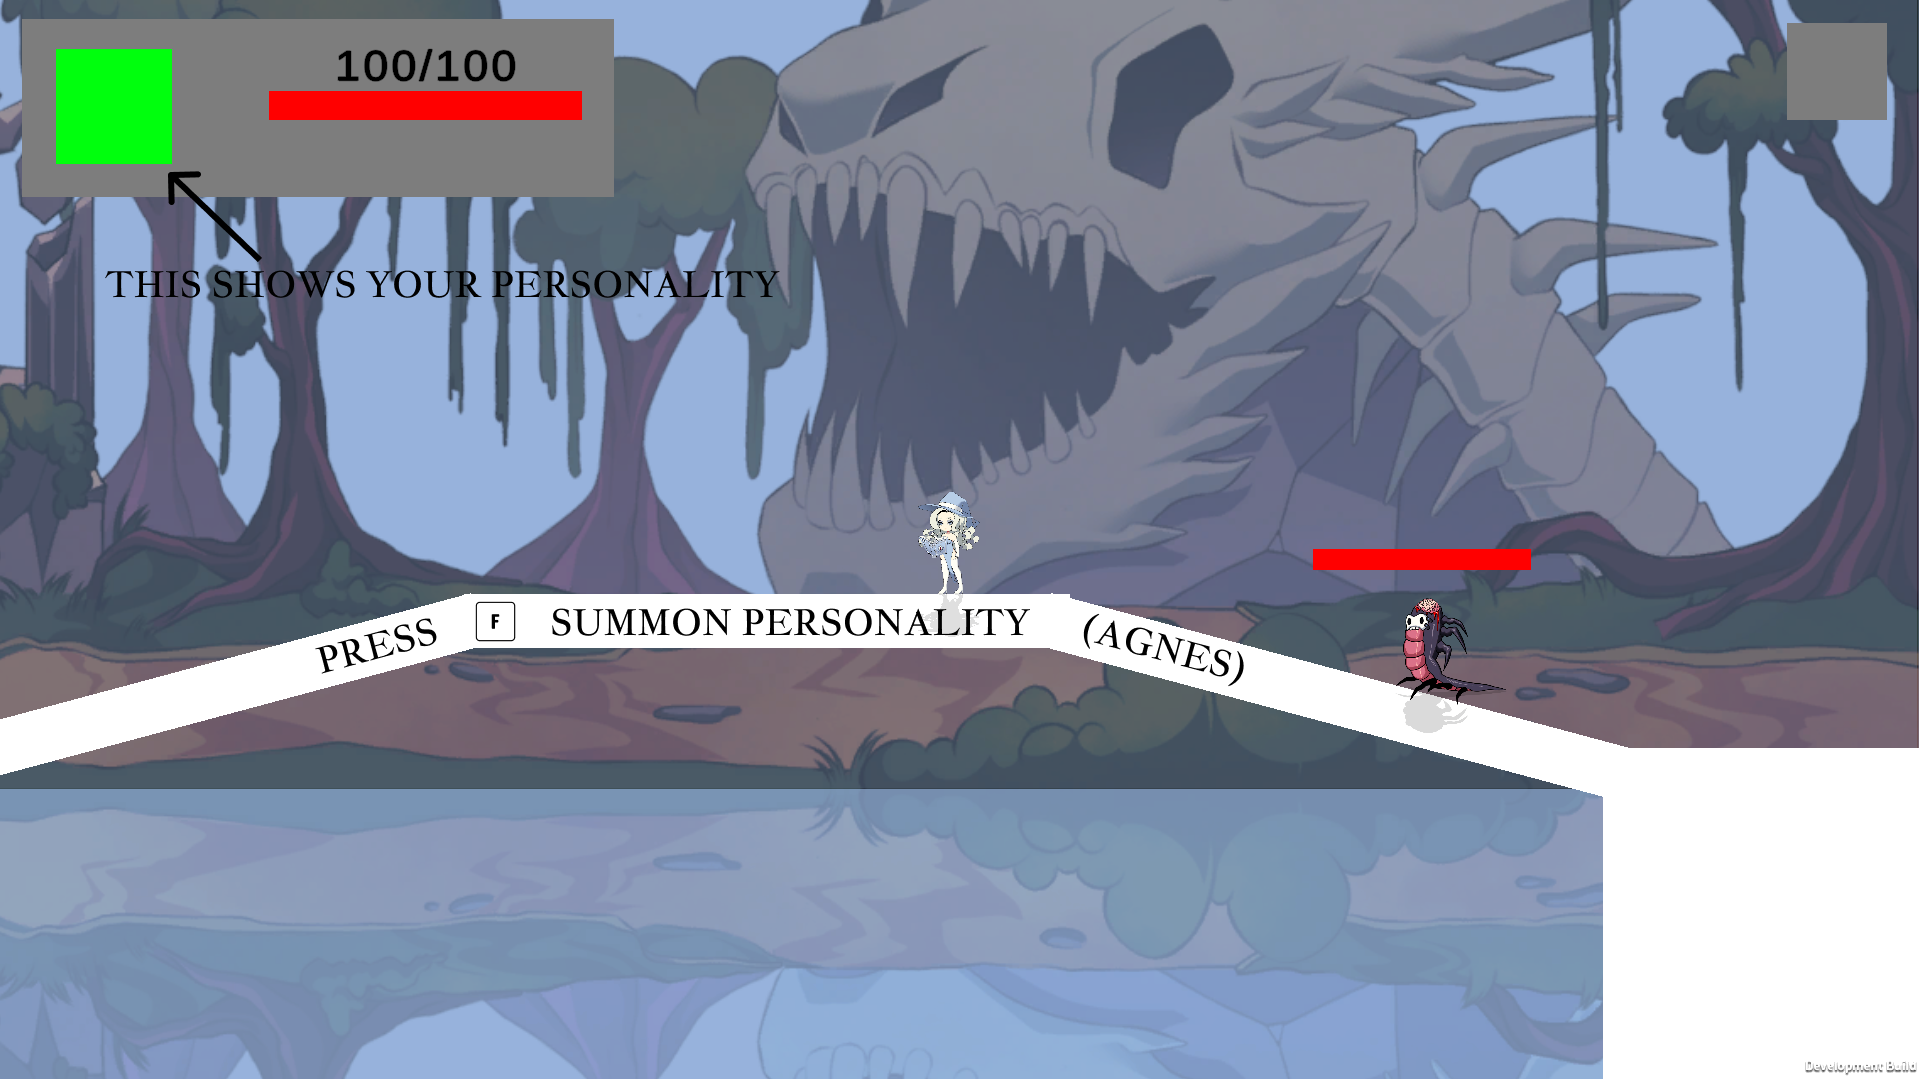 100/100
THIS SHOWS YOUR PERSONALITY
PRESS F SUMMON PERSONALITY (AGNES)
Development Build